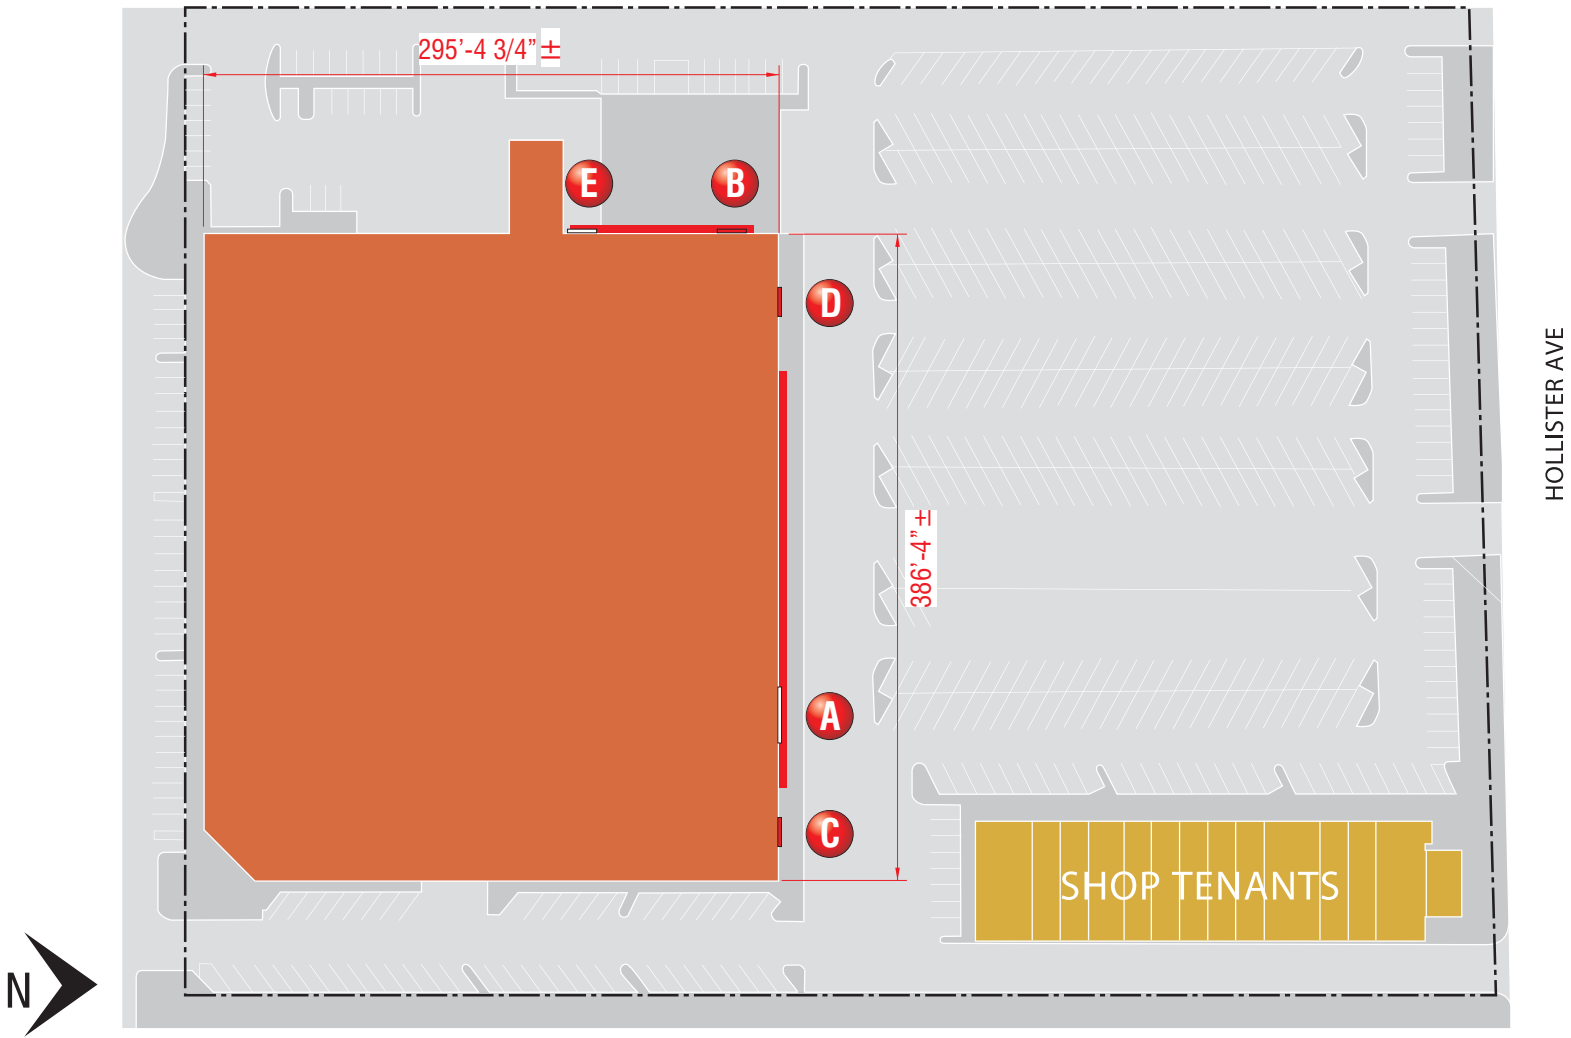 295’-4 3/4” ±
E
B
D
HOLLISTER AVE
386’-4” ±
A
C
SHOP TENANTS
N